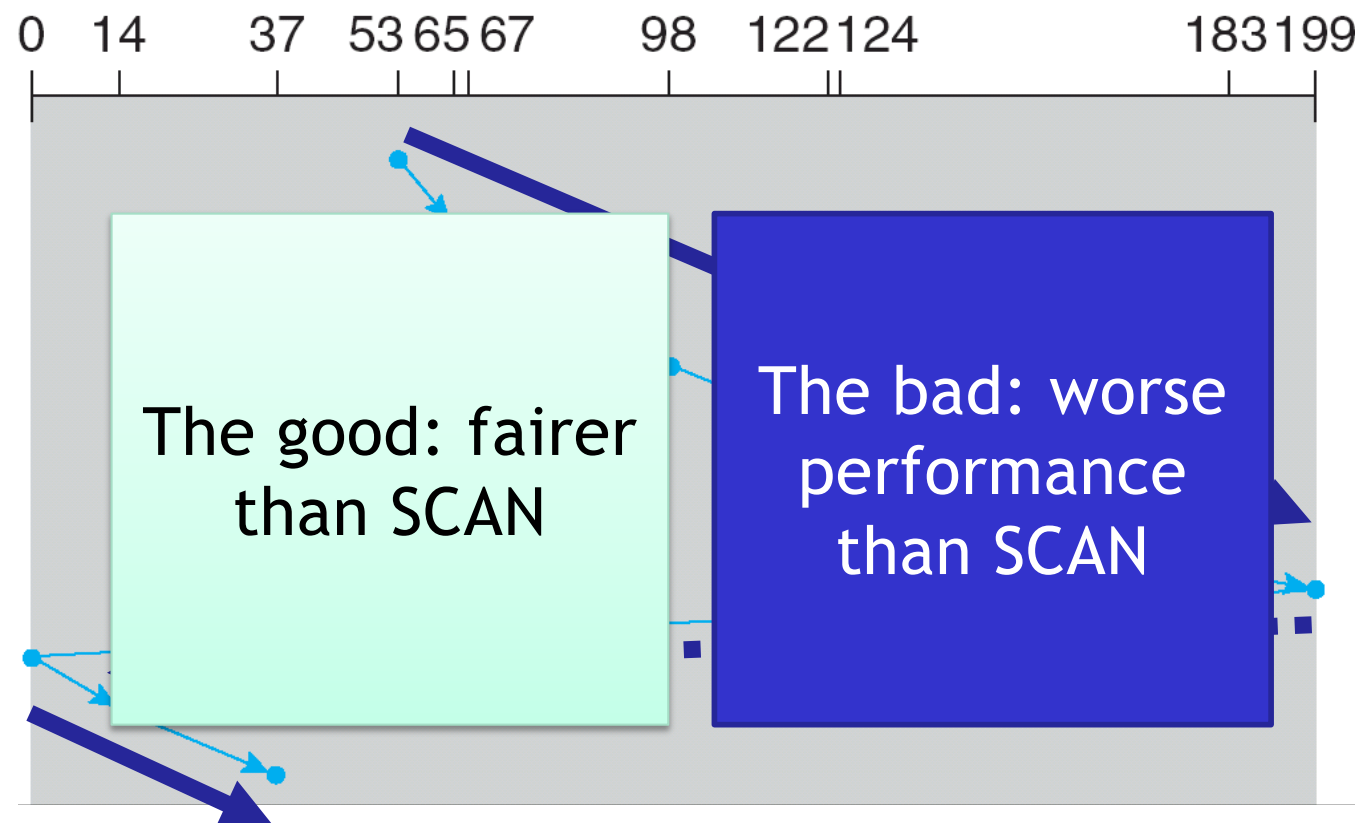 0 14 37 53 65 67 98 122 124 183 199
The good: fairer
than SCAN
The bad: worse
performance
than SCAN